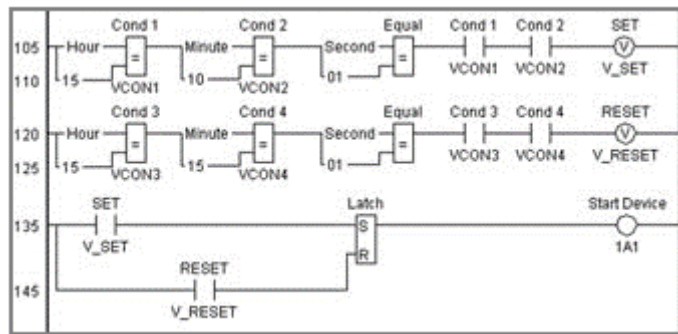 Cond 1 Cond 2 Equal Cond 1 Cond 2 SET
105 Hour = Minute = Second = V
110 15 VCON1 10 VCON2 01 VCON1 VCON2 V_SET
Cond 3 Cond 4 Equal Cond 3 Cond 4 RESET
120 Hour = Minute = Second = V
125 15 VCON3 15 VCON4 01 VCON3 VCON4 V_RESET
SET Latch Start Device
135 S
V_SET R 1A1
RESET
145
V_RESET